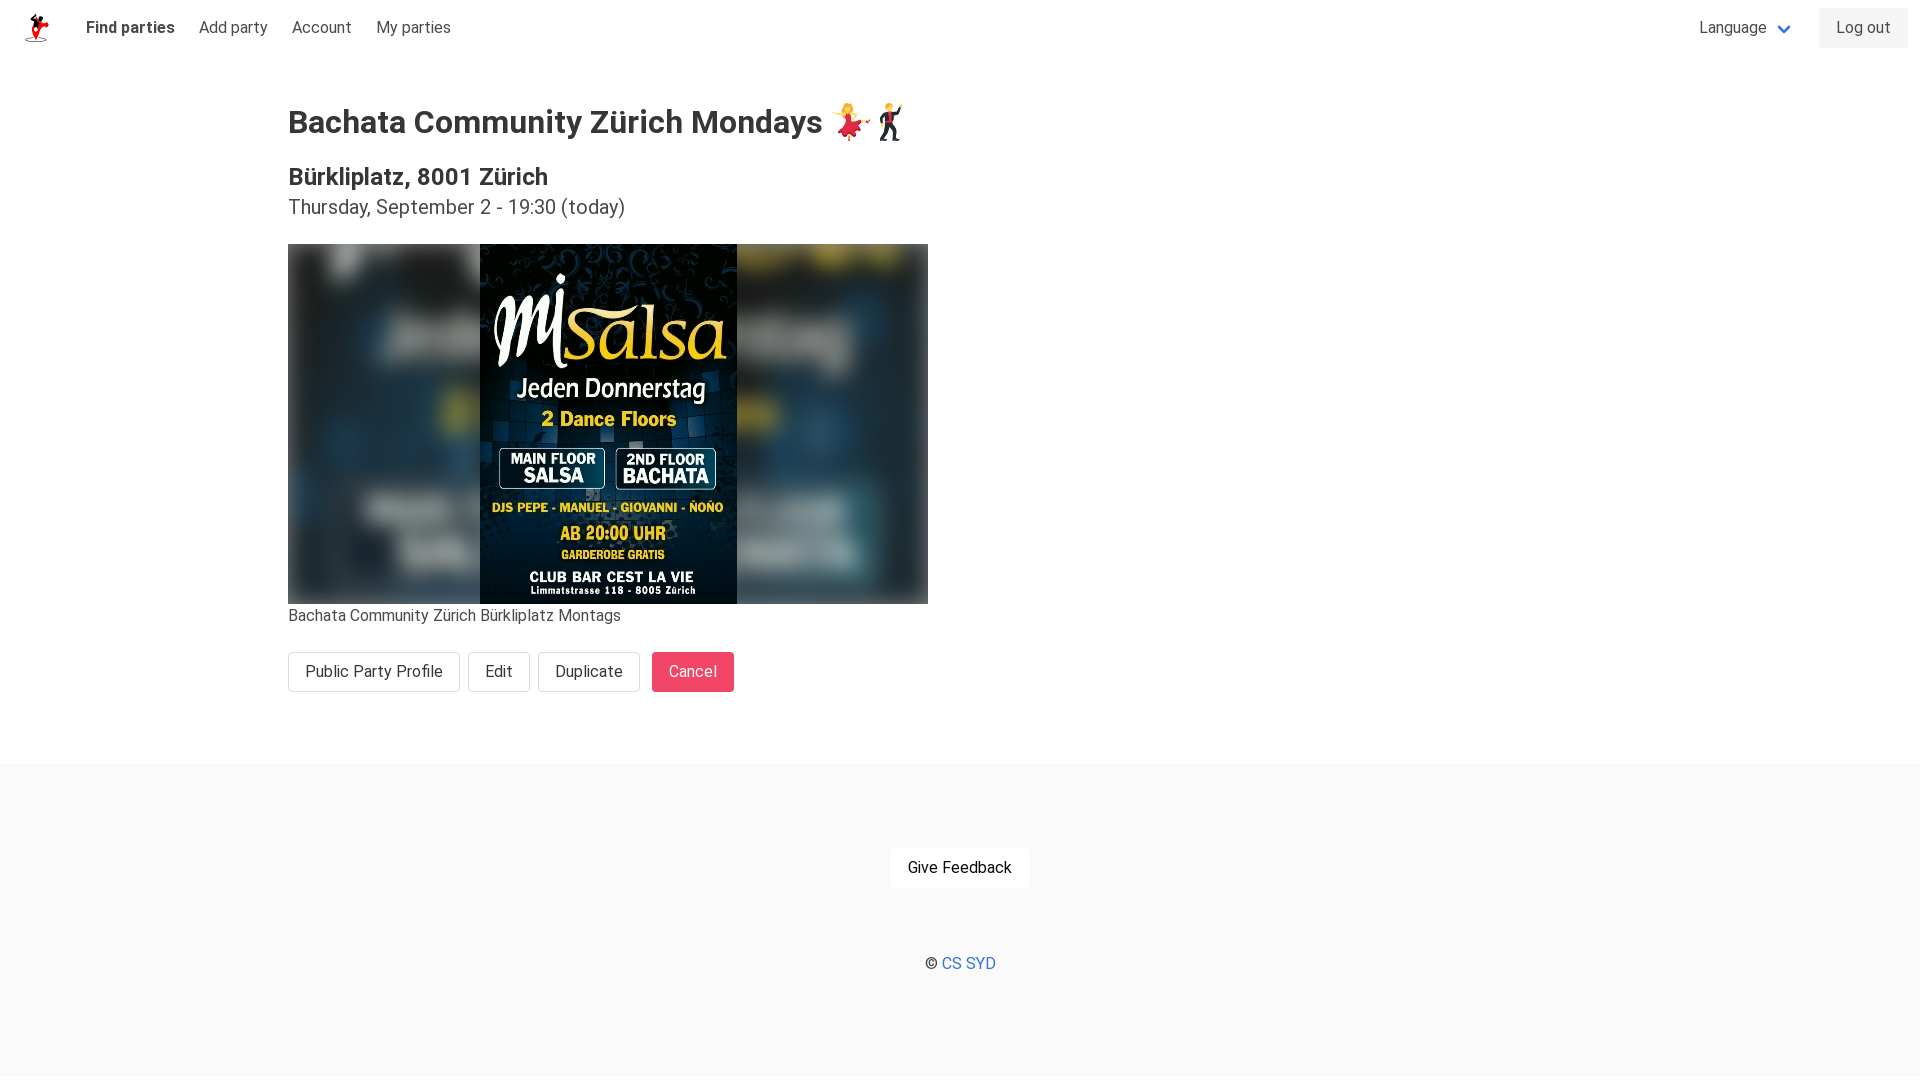 Find parties
Add party
Account
My parties
Language
Log out
Bachata Community Zürich Mondays 💃🕺
Bürkliplatz, 8001 Zürich
Thursday, September 2 - 19:30 (today)
mi Salsa
Jeden Donnerstag
2 Dance Floors
MAIN FLOOR
SALSA
2ND FLOOR
BACHATA
DJS PEPE - MANUEL - GIOVANNI - ÑOÑO
AB 20:00 UHR
GARDEROBE GRATIS
CLUB BAR CEST LA VIE
Limmatstrasse 118 - 8005 Zürich
Bachata Community Zürich Bürkliplatz Montags
Public Party Profile
Edit
Duplicate
Cancel
Give Feedback
© CS SYD